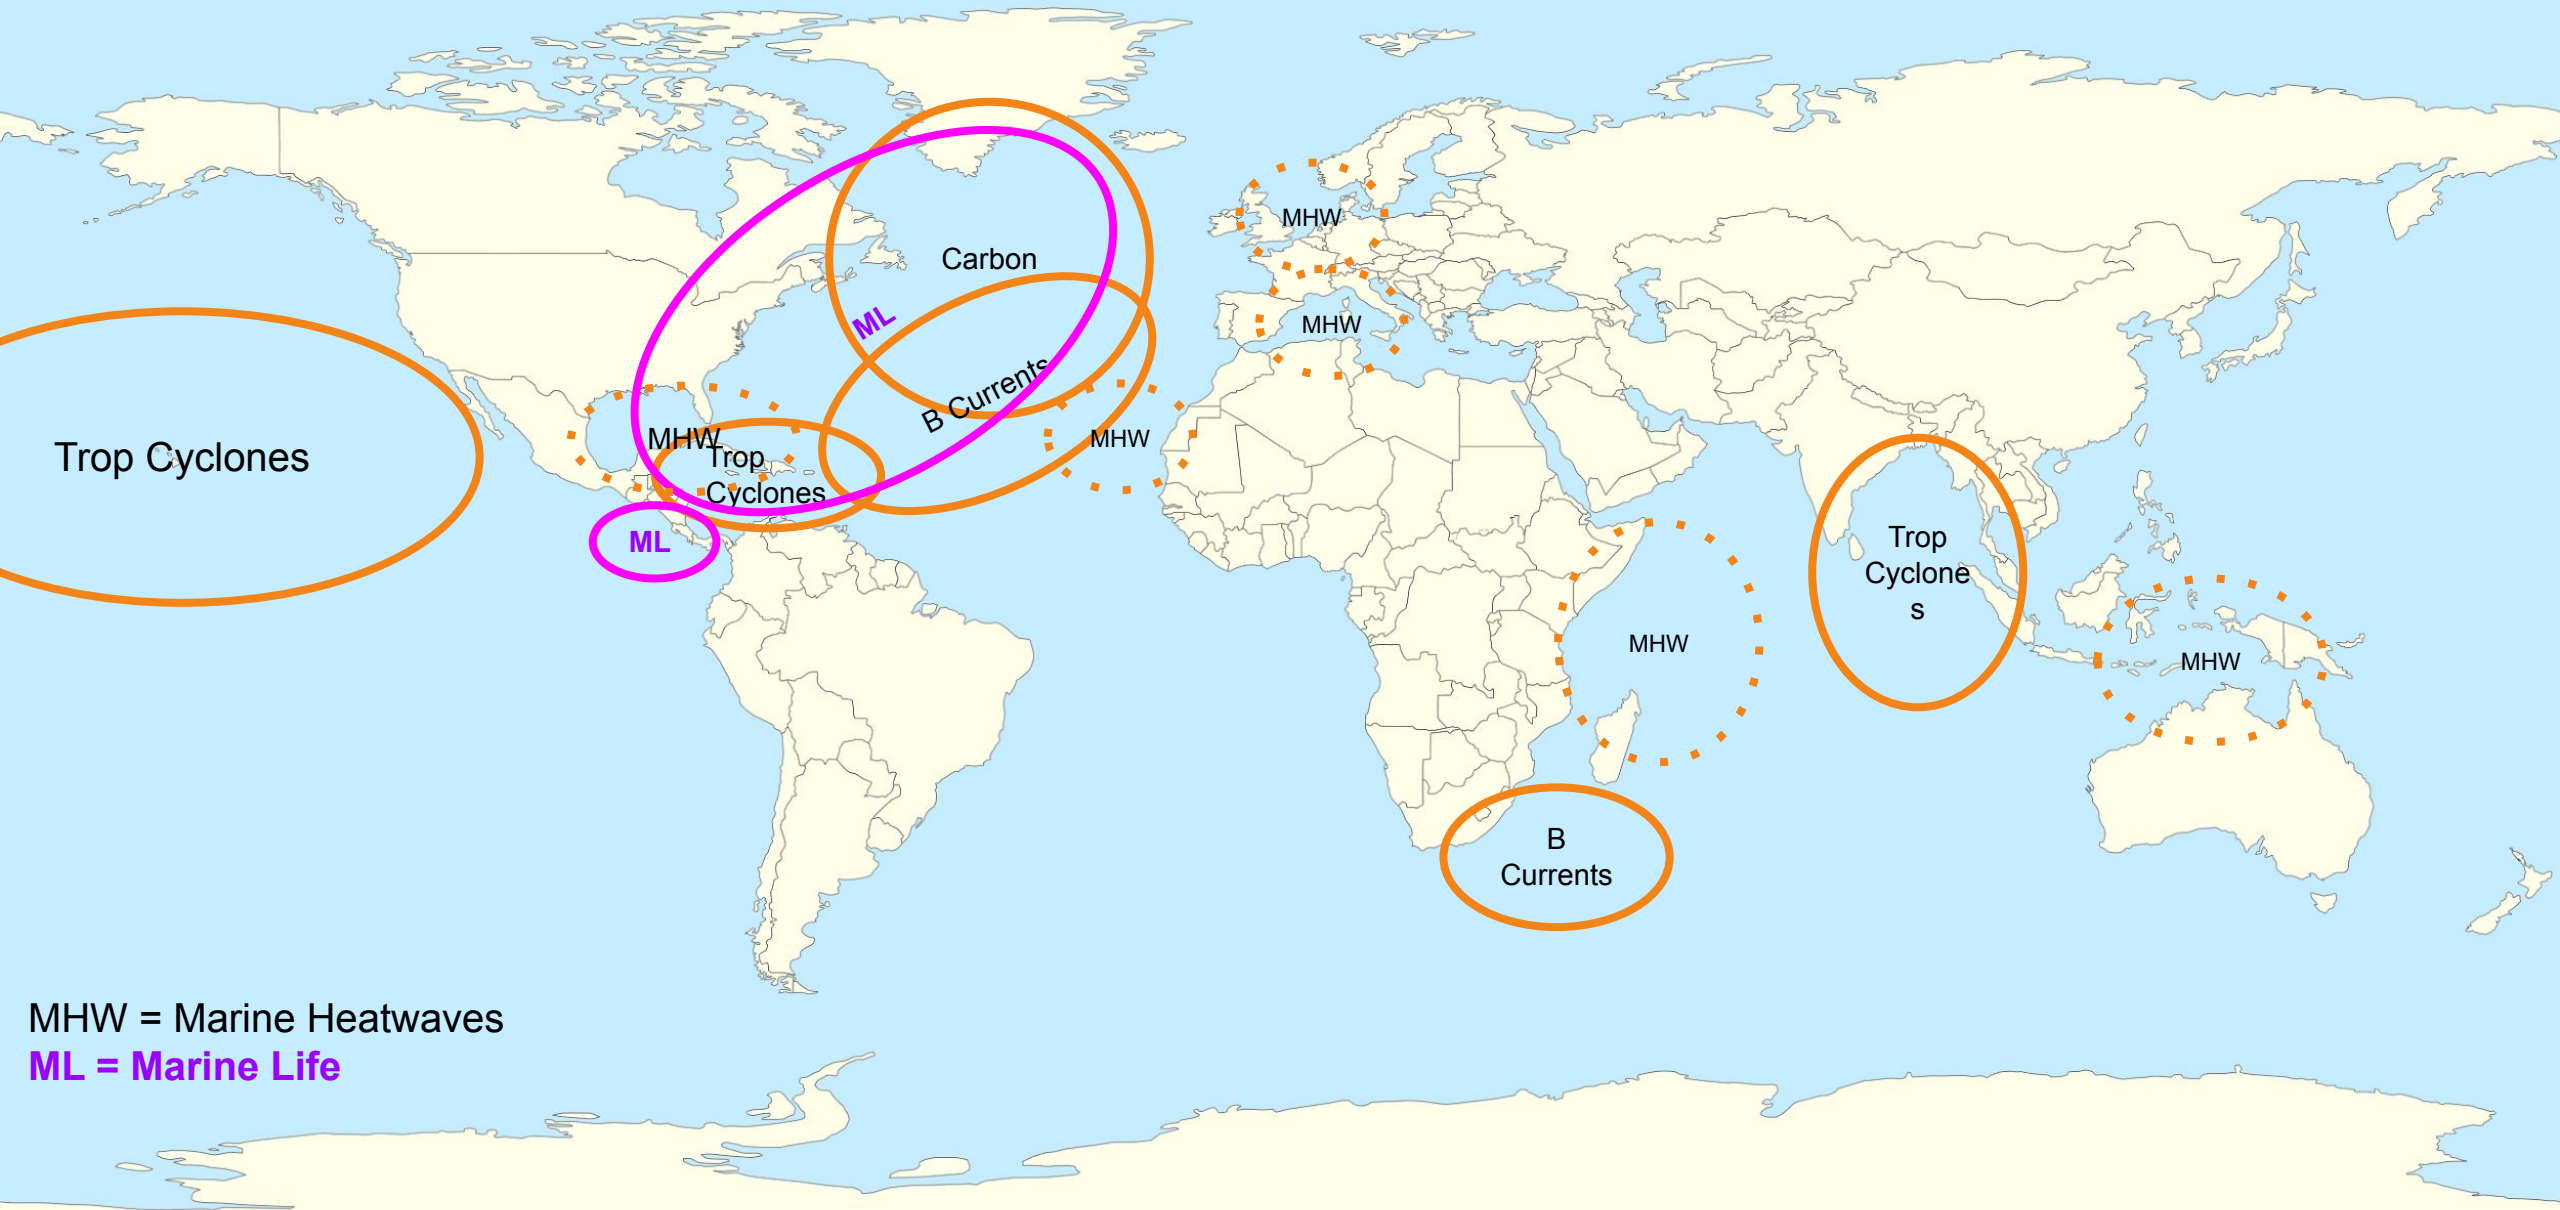 MHW
Carbon
ML
MHW
B Currents
MHW
MHW
Trop Cyclones
Trop
Cyclones
ML
Trop
Cyclone
s
MHW
MHW
B
Currents
MHW = Marine Heatwaves
ML = Marine Life